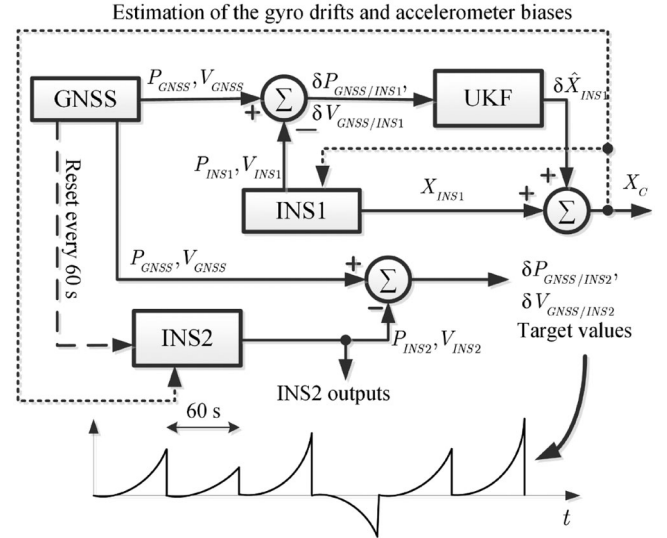 Estimation of the gyro drifts and accelerometer biases
GNSS
P_GNSS, V_GNSS
+
Σ
−
δP_GNSS/INS1,
δV_GNSS/INS1
UKF
δX̂_INS1
P_INS1, V_INS1
INS1
X_INS1
+
+
Σ
X_C
Reset every 60 s
P_GNSS, V_GNSS
+
Σ
−
δP_GNSS/INS2,
δV_GNSS/INS2
Target values
INS2
P_INS2, V_INS2
INS2 outputs
60 s
t